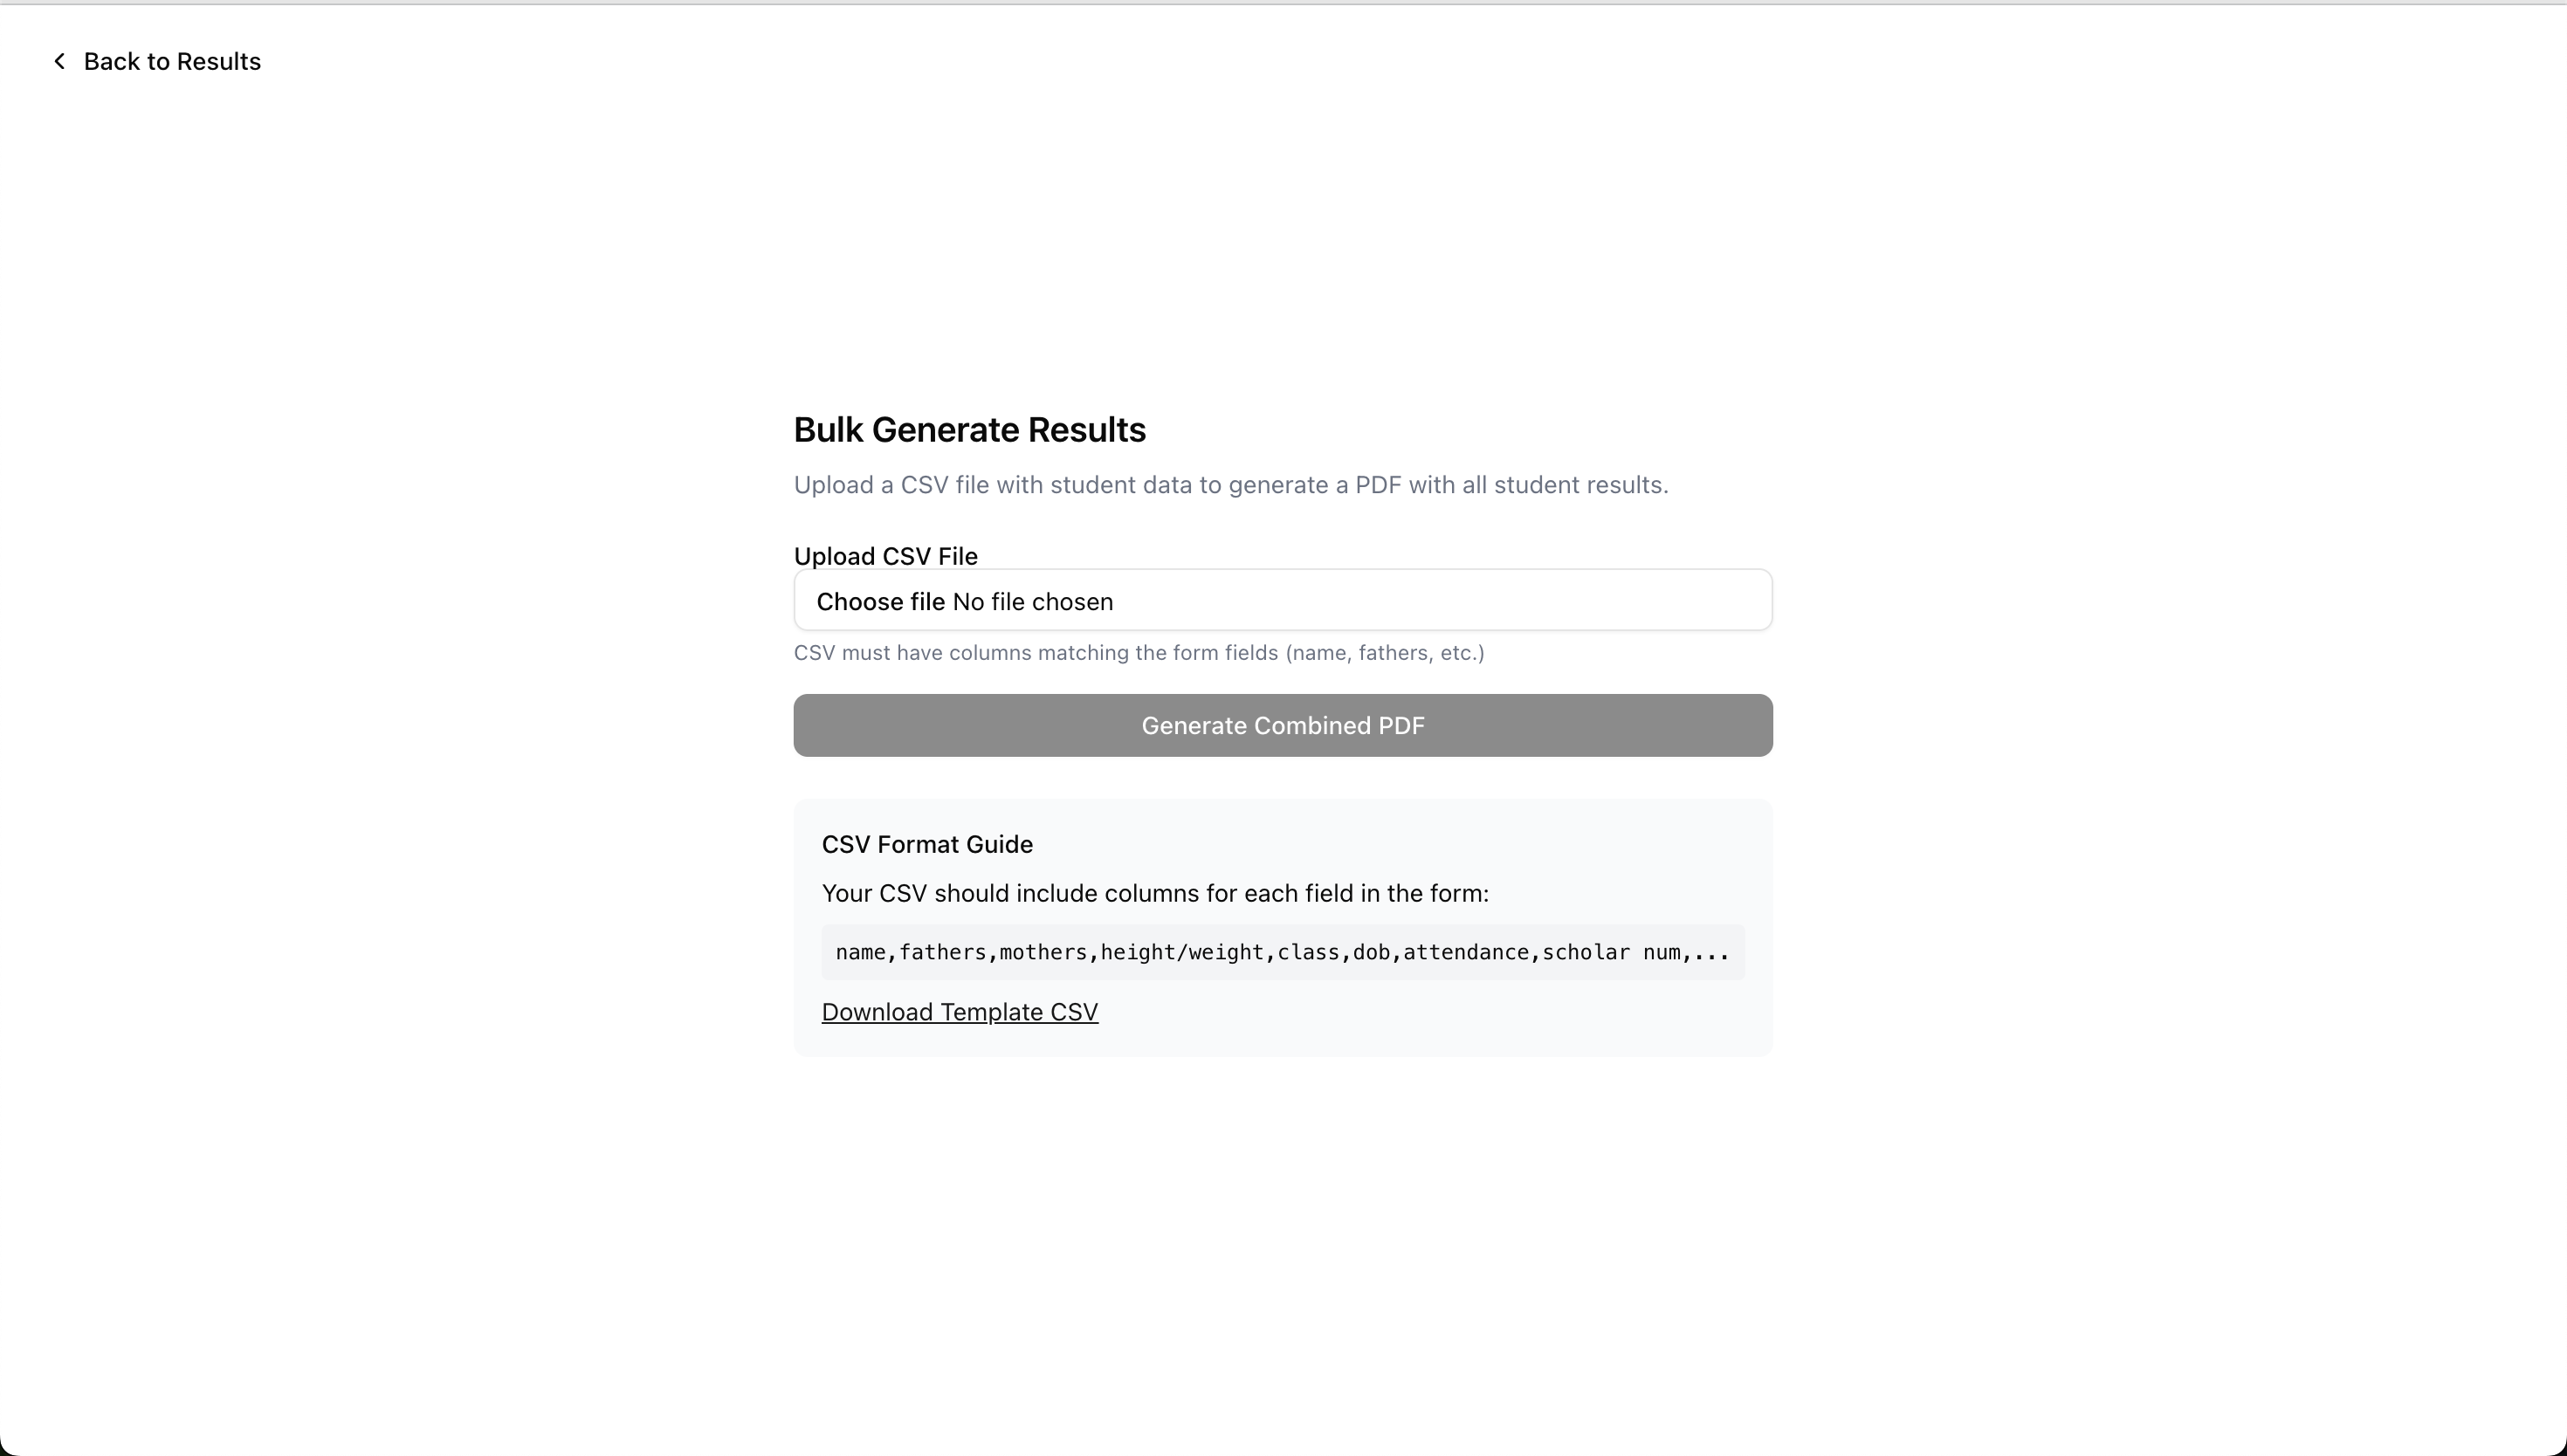 Back to Results
Bulk Generate Results
Upload a CSV file with student data to generate a PDF with all student results.
Upload CSV File
Choose file No file chosen
CSV must have columns matching the form fields (name, fathers, etc.)
Generate Combined PDF
CSV Format Guide
Your CSV should include columns for each field in the form:
name,fathers,mothers,height/weight,class,dob,attendance,scholar num,...
Download Template CSV